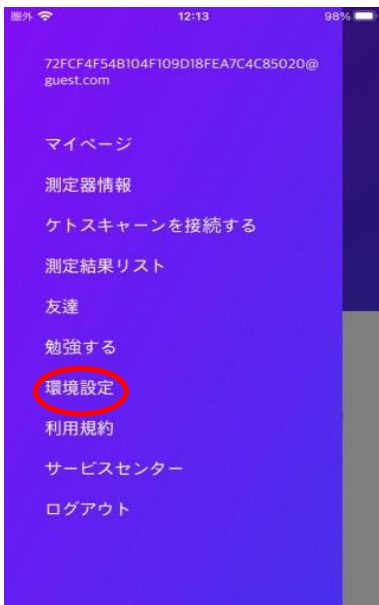 圏外 12:13 98%
72FCF4F54B104F109D18FEA7C4C85020@
guest.com
マイページ
測定器情報
ケトスキャーンを接続する
測定結果リスト
友達
勉強する
環境設定
利用規約
サービスセンター
ログアウト